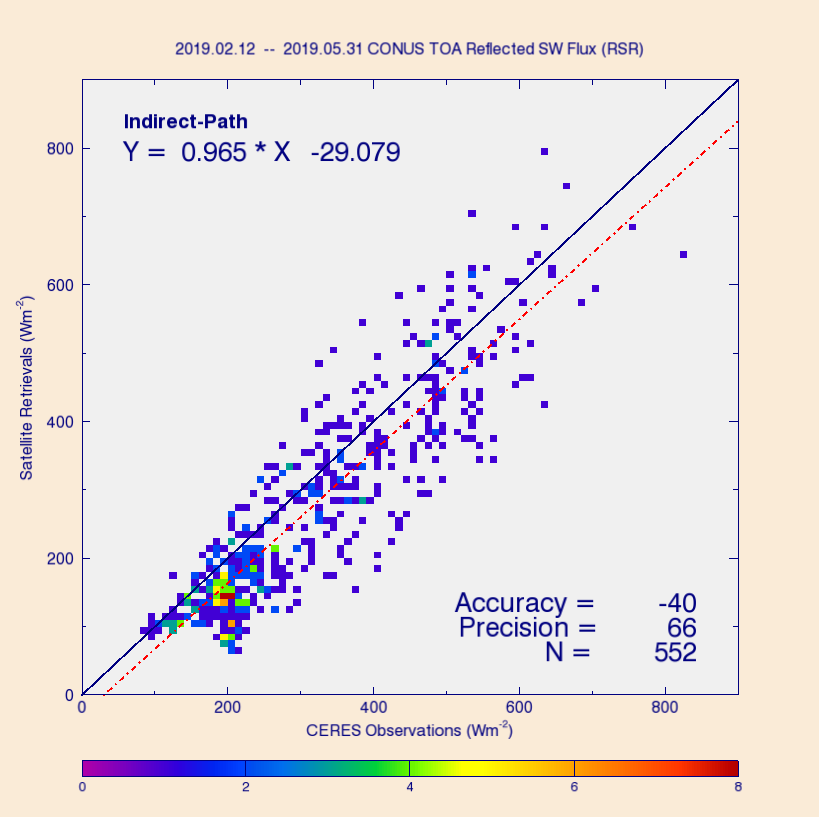 2019.02.12 -- 2019.05.31 CONUS TOA Reflected SW Flux (RSR)
Indirect-Path
Y = 0.965 * X -29.079
800
600
400
200
0
Satellite Retrievals (Wm⁻²)
Accuracy = -40
Precision = 66
N = 552
0 200 400 600 800
CERES Observations (Wm⁻²)
0 2 4 6 8